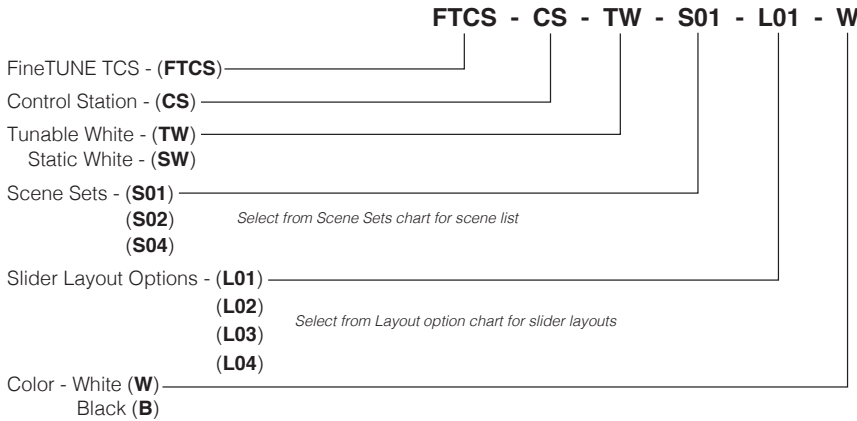 FTCS - CS - TW - S01 - L01 - W
FineTUNE TCS - (FTCS)
Control Station - (CS)
Tunable White - (TW)
Static White - (SW)
Scene Sets - (S01)
(S02) Select from Scene Sets chart for scene list
(S04)
Slider Layout Options - (L01)
(L02)
Select from Layout option chart for slider layouts
(L03)
(L04)
Color - White (W)
Black (B)